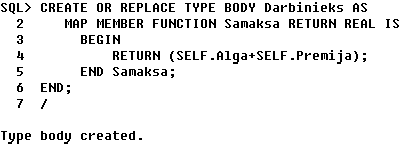 SQL> CREATE OR REPLACE TYPE BODY Darbinieks AS
2 MAP MEMBER FUNCTION Samaksa RETURN REAL IS
3 BEGIN
4 RETURN (SELF.Alga+SELF.Premija);
5 END Samaksa;
6 END;
7 /
Type body created.